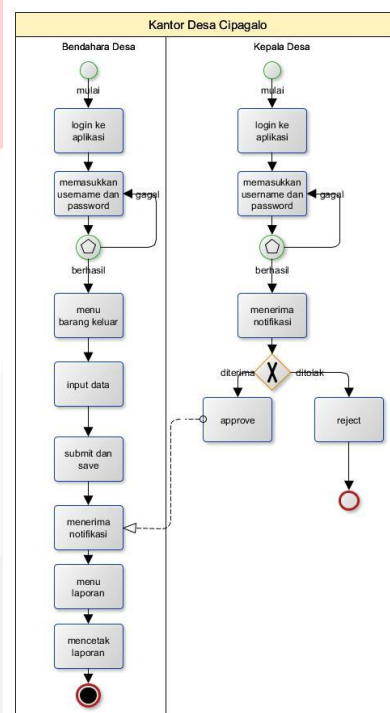 Kantor Desa Cipagalo
Bendahara Desa
mulai
login ke
aplikasi
memasukkan
username dan
password
gagal
berhasil
menu
barang keluar
input data
submit dan
save
menerima
notifikasi
menu
laporan
mencetak
laporan
Kepala Desa
mulai
login ke
aplikasi
memasukkan
username dan
password
gagal
berhasil
menerima
notifikasi
diterima
X
ditolak
approve
reject